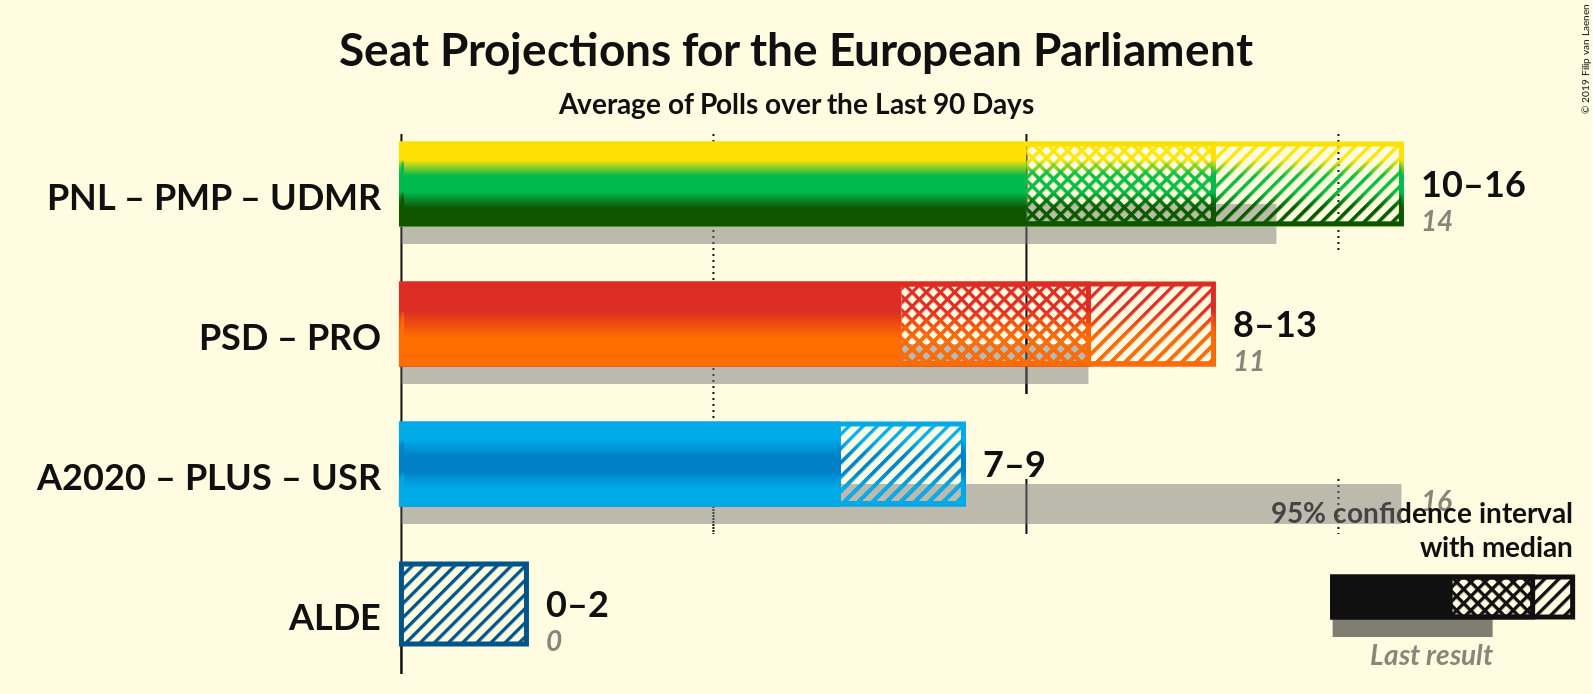 Seat Projections for the European Parliament
Average of Polls over the Last 90 Days
© 2019 Filip van Laenen
PNL – PMP – UDMR
10–16
14
PSD – PRO
8–13
11
A2020 – PLUS – USR
7–9
16
95% confidence interval
with median
ALDE
0–2
0
Last result